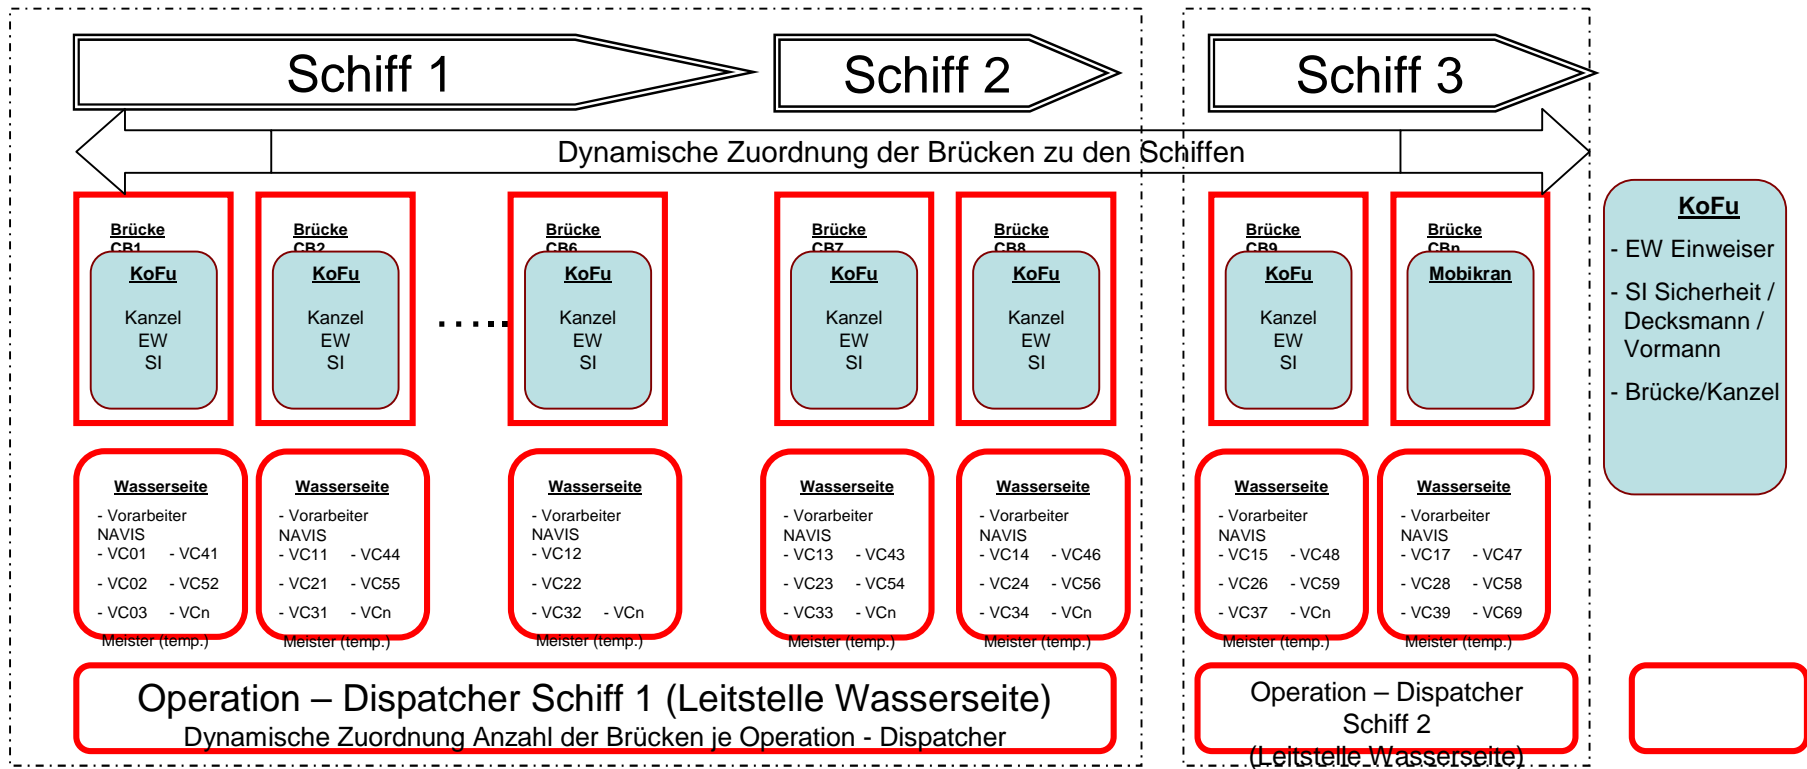 Schiff 1
Schiff 2
Schiff 3
Dynamische Zuordnung der Brücken zu den Schiffen
Brücke
CB1
KoFu
Kanzel
EW
SI
Brücke
CB2
KoFu
Kanzel
EW
SI
......
Brücke
CB6
KoFu
Kanzel
EW
SI
Brücke
CB7
KoFu
Kanzel
EW
SI
Brücke
CB8
KoFu
Kanzel
EW
SI
Brücke
CB9
KoFu
Kanzel
EW
SI
Brücke
CBn
Mobikran
KoFu
- EW Einweiser
- SI Sicherheit /
Decksmann /
Vormann
- Brücke/Kanzel
Wasserseite
- Vorarbeiter
NAVIS
- VC01 - VC41
- VC02 - VC52
- VC03 - VCn
Meister (temp.)
Wasserseite
- Vorarbeiter
NAVIS
- VC11 - VC44
- VC21 - VC55
- VC31 - VCn
Meister (temp.)
Wasserseite
- Vorarbeiter
NAVIS
- VC12
- VC22
- VC32 - VCn
Meister (temp.)
Wasserseite
- Vorarbeiter
NAVIS
- VC13 - VC43
- VC23 - VC54
- VC33 - VCn
Meister (temp.)
Wasserseite
- Vorarbeiter
NAVIS
- VC14 - VC46
- VC24 - VC56
- VC34 - VCn
Meister (temp.)
Wasserseite
- Vorarbeiter
NAVIS
- VC15 - VC48
- VC26 - VC59
- VC37 - VCn
Meister (temp.)
Wasserseite
- Vorarbeiter
NAVIS
- VC17 - VC47
- VC28 - VC58
- VC39 - VC69
Meister (temp.)
Operation – Dispatcher Schiff 1 (Leitstelle Wasserseite)
Dynamische Zuordnung Anzahl der Brücken je Operation - Dispatcher
Operation – Dispatcher
Schiff 2
(Leitstelle Wasserseite)